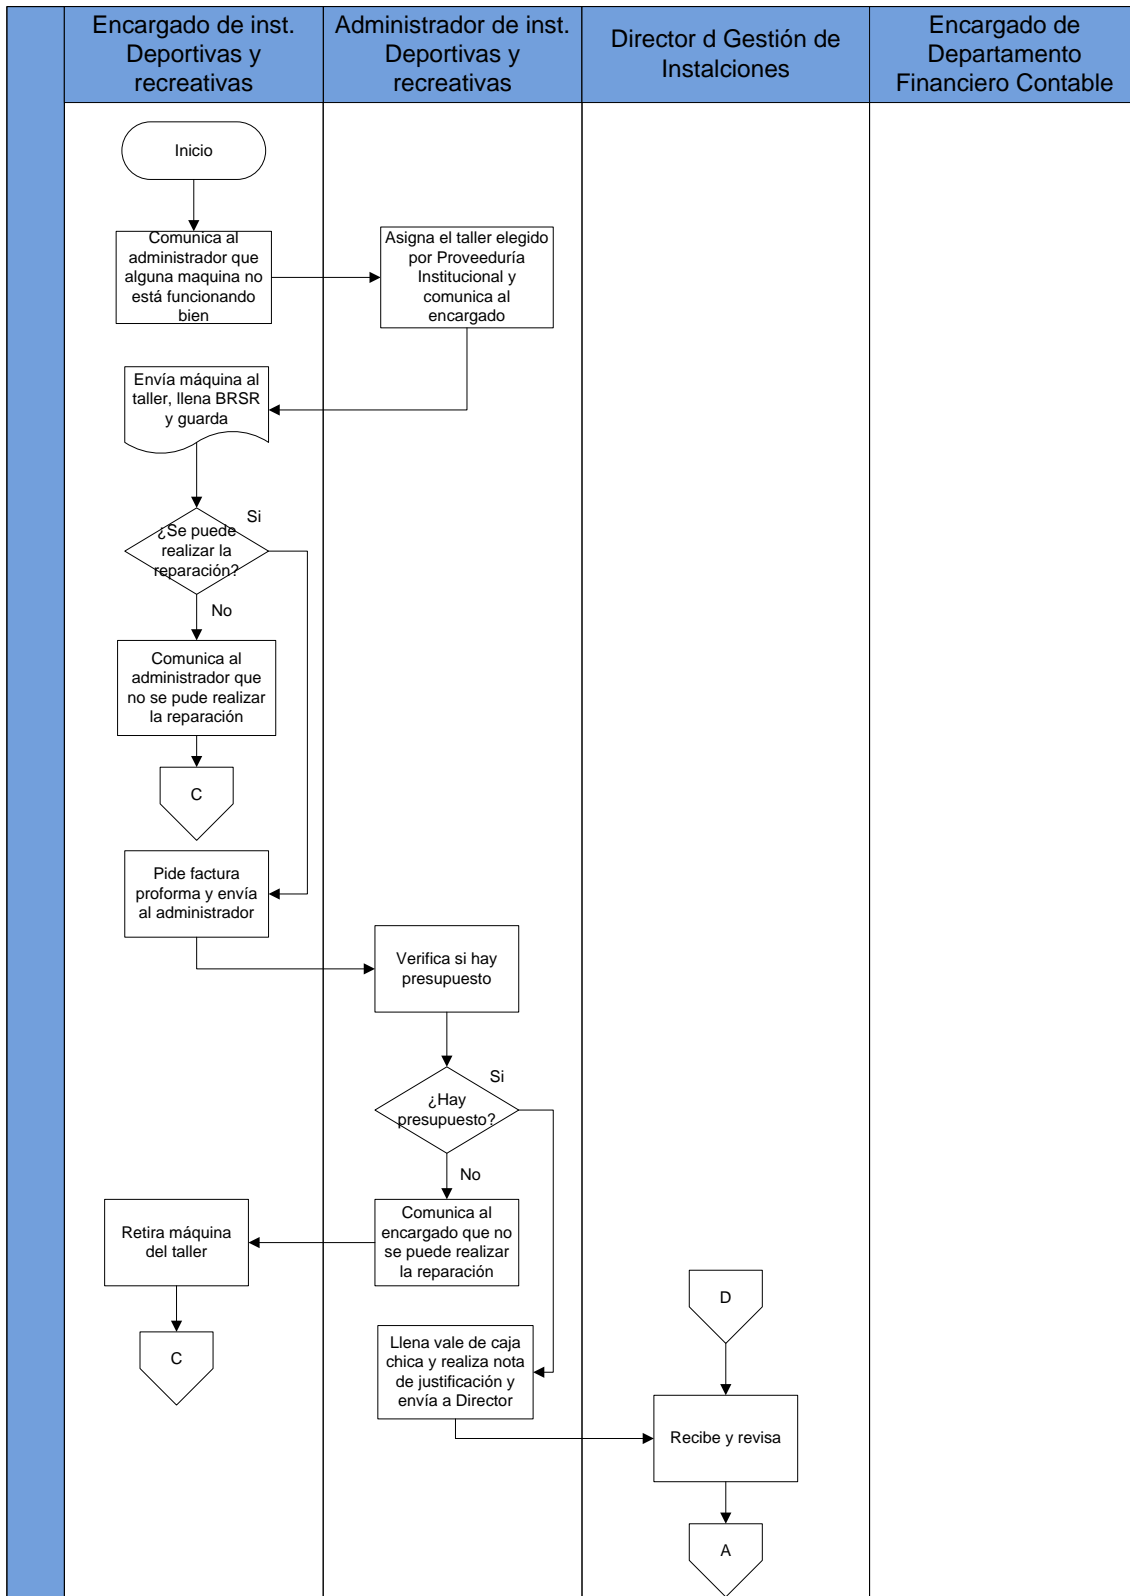 Encargado de inst.
Deportivas y
recreativas
Administrador de inst.
Deportivas y
recreativas
Director d Gestión de
Instalciones
Encargado de
Departamento
Financiero Contable
Inicio
Comunica al
administrador que
alguna maquina no
está funcionando
bien
Asigna el taller elegido
por Proveeduría
Institucional y
comunica al
encargado
Envía máquina al
taller, llena BRSR
y guarda
Si
¿Se puede
realizar la
reparación?
No
Comunica al
administrador que
no se pude realizar
la reparación
C
Pide factura
proforma y envía
al administrador
Verifica si hay
presupuesto
Si
¿Hay
presupuesto?
No
Comunica al
encargado que no
se puede realizar
la reparación
Retira máquina
del taller
C
D
Llena vale de caja
chica y realiza nota
de justificación y
envía a Director
Recibe y revisa
A